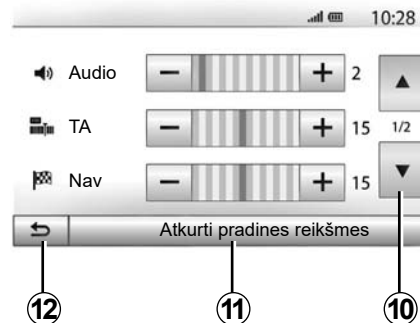 10:28
Audio 2
TA 15 1/2
Nav 15
Atkurti pradines reikšmes
12 11 10